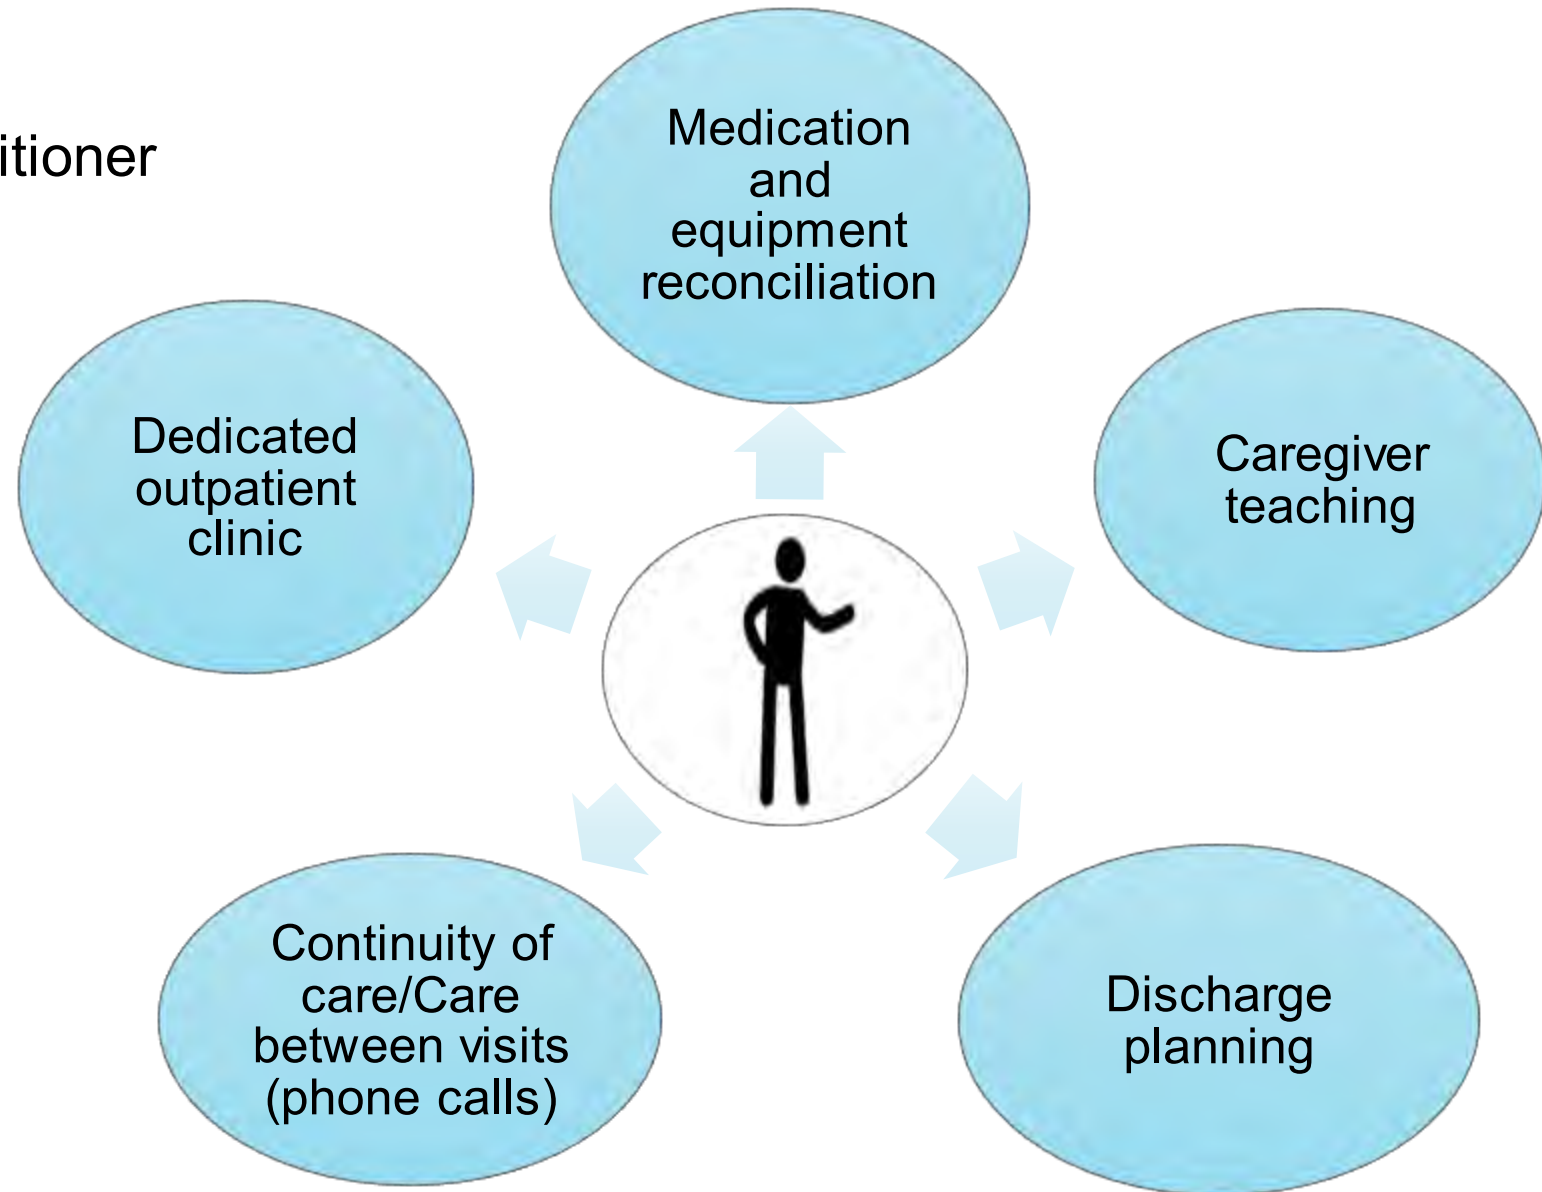 itioner
Medication
and
equipment
reconciliation
Dedicated
outpatient
clinic
Caregiver
teaching
Continuity of
care/Care
between visits
(phone calls)
Discharge
planning